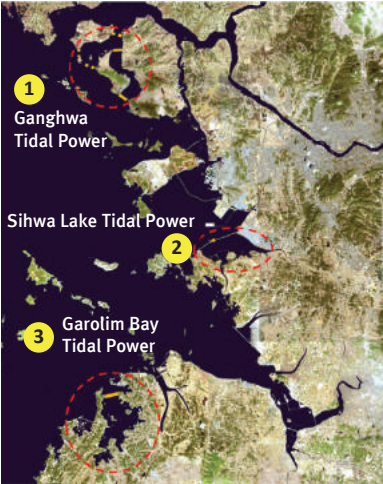 1
Ganghwa
Tidal Power
Sihwa Lake Tidal Power
2
3
Garolim Bay
Tidal Power